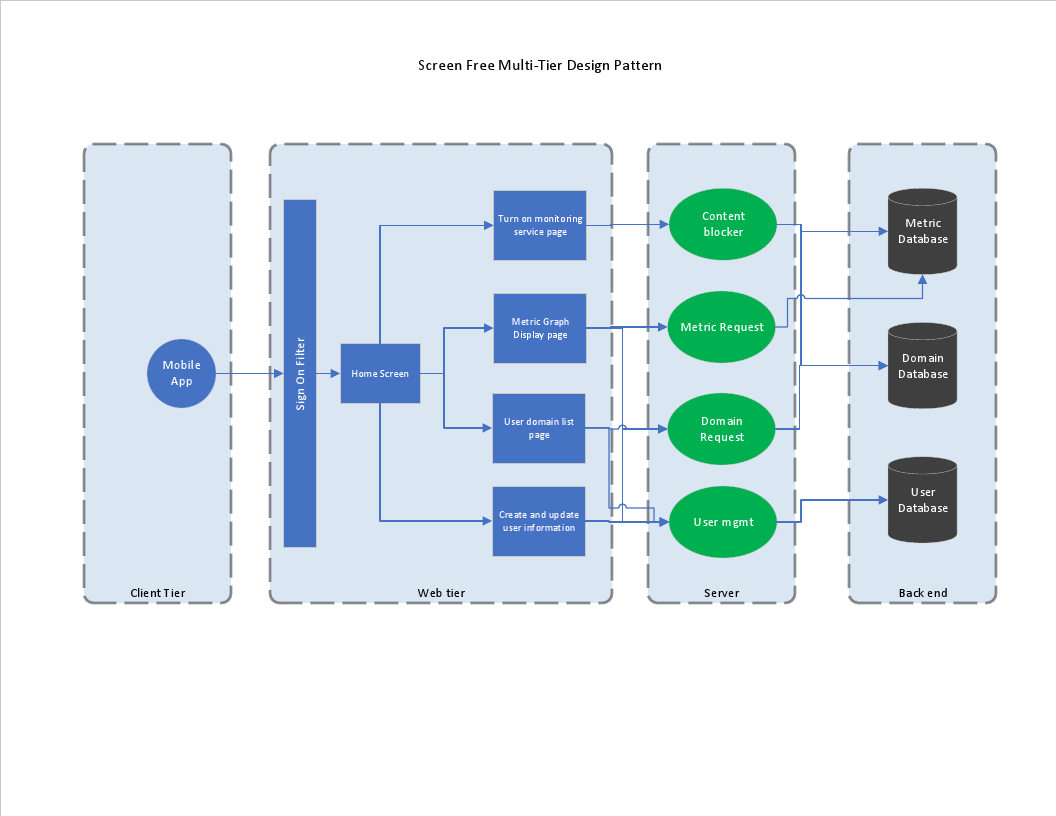 Screen Free Multi-Tier Design Pattern
Mobile
App
Client Tier
Sign On Filter
Home Screen
Turn on monitoring
service page
Metric Graph
Display page
User domain list
page
Create and update
user information
Web tier
Content
blocker
Metric Request
Domain
Request
User mgmt
Server
Metric
Database
Domain
Database
User
Database
Back end